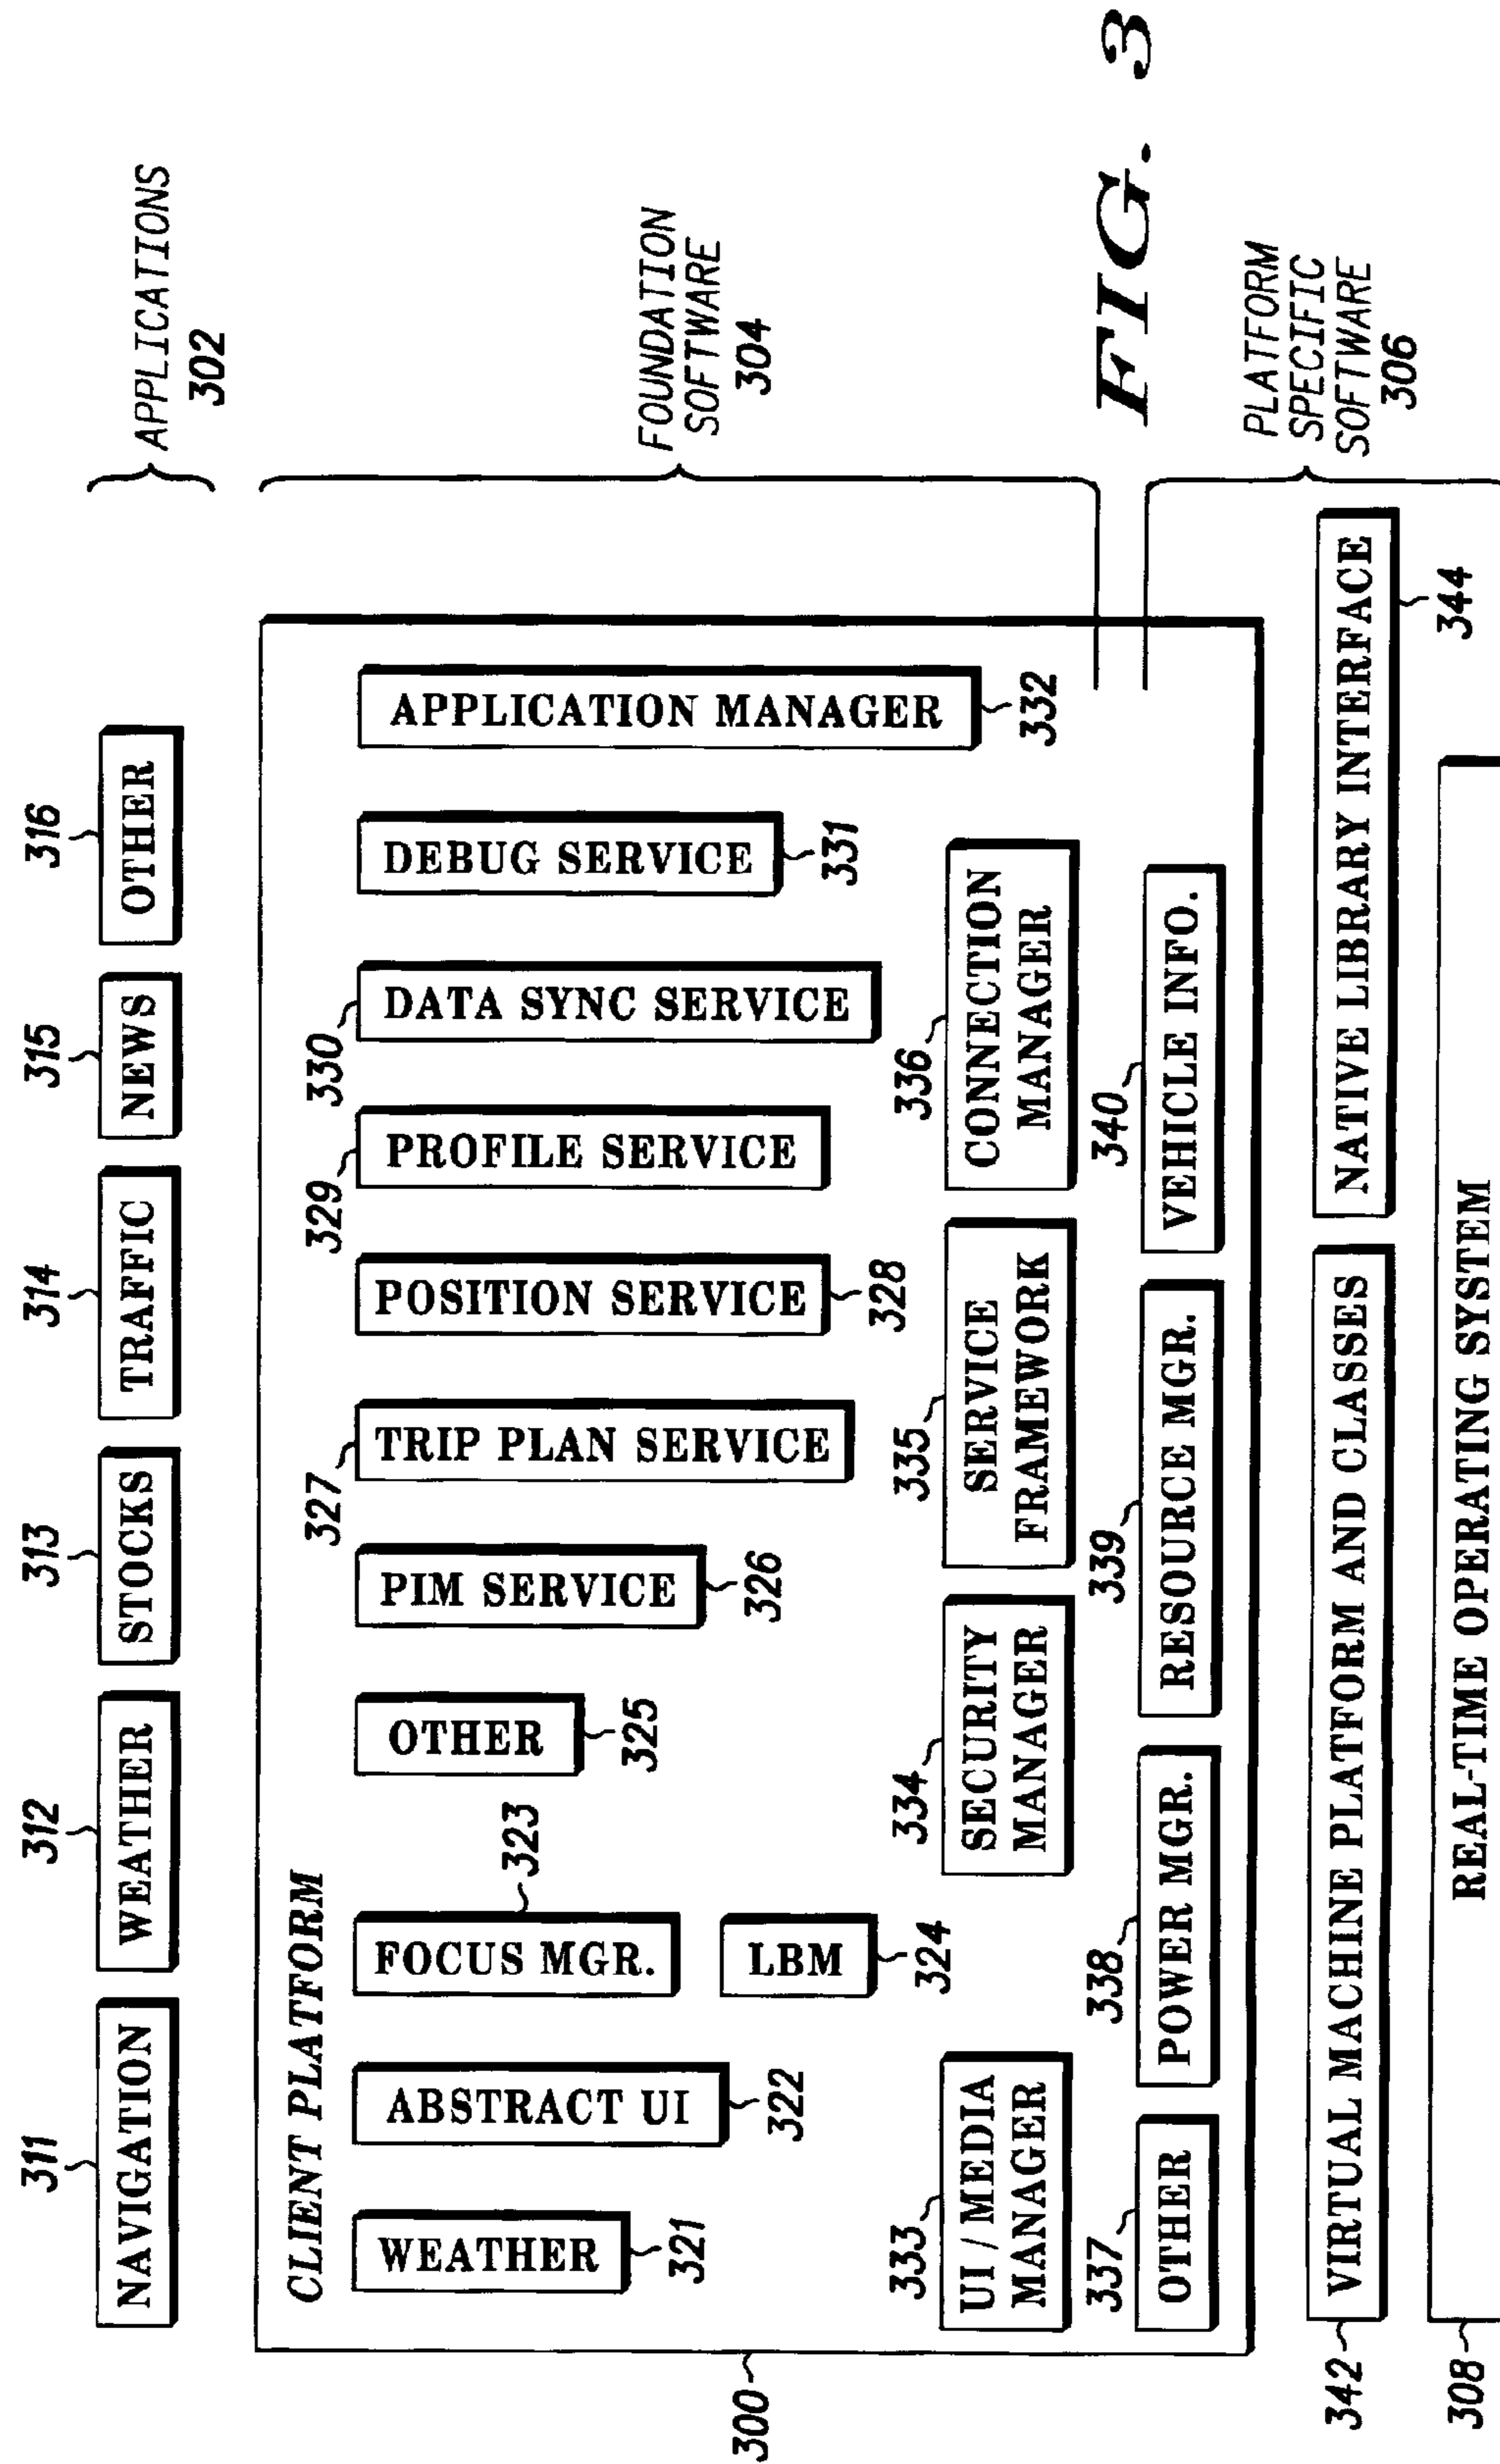 311
312
313
314
315
316
NAVIGATION
WEATHER
STOCKS
TRAFFIC
NEWS
OTHER
APPLICATIONS
302
CLIENT PLATFORM
300
327
329
330
WEATHER
321
ABSTRACT UI
322
FOCUS MGR.
323
LBM
324
OTHER
325
PIM SERVICE
326
TRIP PLAN SERVICE
POSITION SERVICE
328
PROFILE SERVICE
DATA SYNC SERVICE
DEBUG SERVICE
331
APPLICATION MANAGER
332
FOUNDATION
SOFTWARE
304
333
UI / MEDIA
MANAGER
334
SECURITY
MANAGER
335
SERVICE
FRAMEWORK
336
CONNECTION
MANAGER
337
OTHER
338
POWER MGR.
339
RESOURCE MGR.
340
VEHICLE INFO.
FIG. 3
342
VIRTUAL MACHINE PLATFORM AND CLASSES
NATIVE LIBRARY INTERFACE
344
PLATFORM
SPECIFIC
SOFTWARE
306
308
REAL-TIME OPERATING SYSTEM